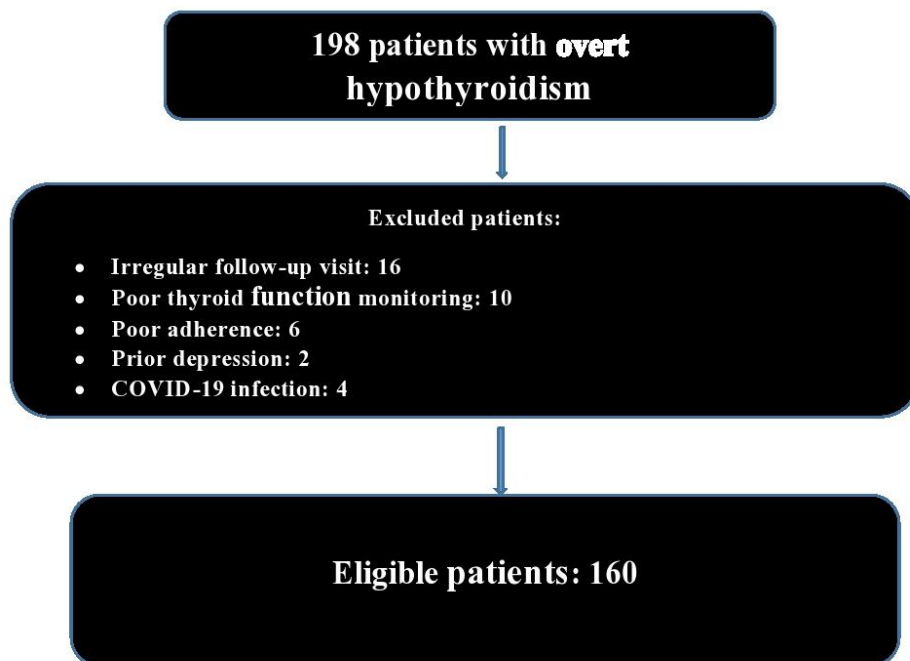 198 patients with overt
hypothyroidism
Excluded patients:
• Irregular follow-up visit: 16
• Poor thyroid function monitoring: 10
• Poor adherence: 6
• Prior depression: 2
• COVID-19 infection: 4
Eligible patients: 160